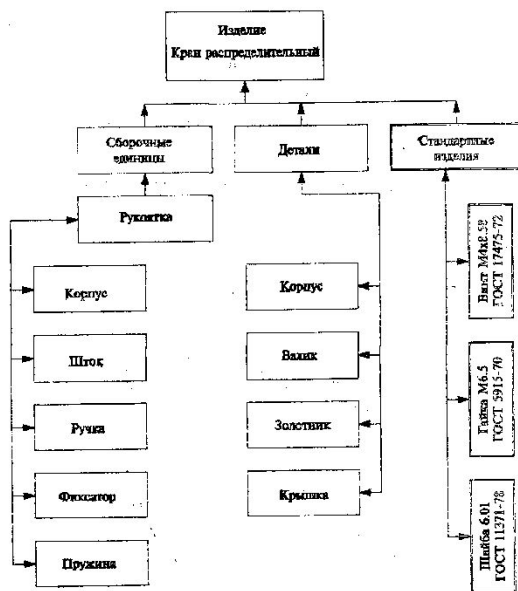 Изделие
Кран распределительный
Сборочные
единицы
Детали
Стандартные
изделия
Рукоятка
Корпус
Шток
Ручка
Фиксатор
Пружина
Корпус
Валик
Золотник
Крышка
Винт М4х8.58
ГОСТ 17475-72
Гайка М6.5
ГОСТ 5915-70
Шайба 6.01
ГОСТ 11371-78